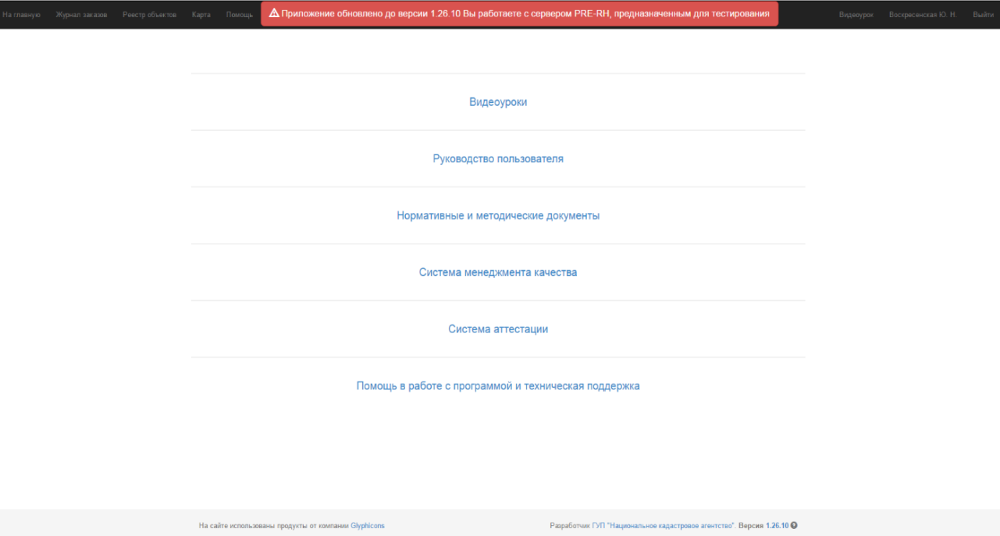 На главную Журнал заказов Реестр объектов Карта Помощь Приложение обновлено до версии 1.26.10 Вы работаете с сервером PRE-RH, предназначенным для тестирования Видеоурок Воскресенская Ю. Н. Выйти
Видеоуроки
Руководство пользователя
Нормативные и методические документы
Система менеджмента качества
Система аттестации
Помощь в работе с программой и техническая поддержка
На сайте использованы продукты от компании Glyphicons Разработчик ГУП "Национальное кадастровое агентство". Версия 1.26.10